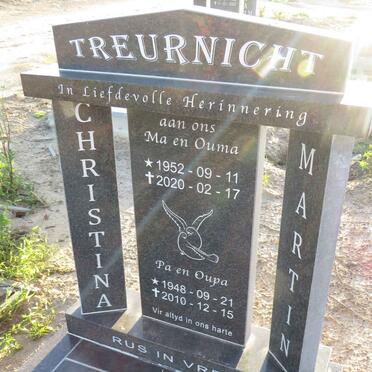 TREURNICHT
In Liefdevolle Herinnering
aan ons
Ma en Ouma
★1952 - 09 - 11
✝2020 - 02 - 17
CHRISTINA
Pa en Oupa
★1948 - 09 - 21
✝2010 - 12 - 15
Vir altyd in ons harte
MARTIN
RUS IN